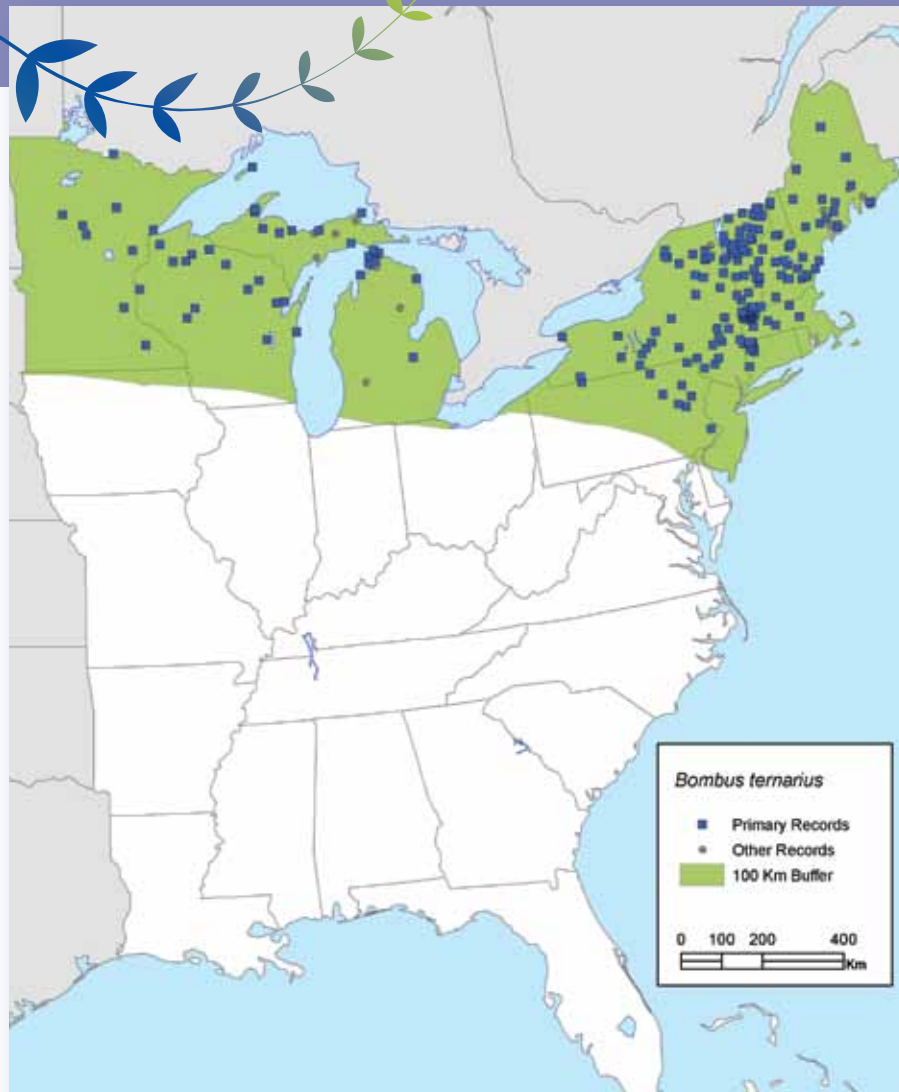 Bombus ternarius
Primary Records
Other Records
100 Km Buffer
0 100 200 400
Km